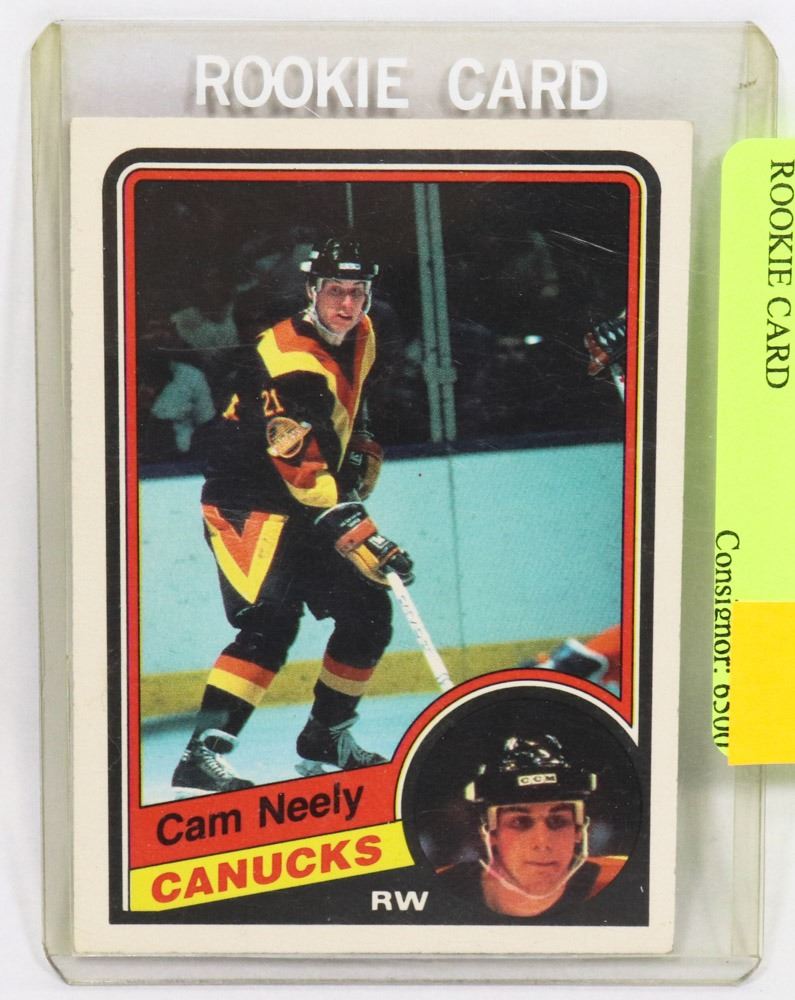 ROOKIE CARD
ROOKIE CARD
21
Cam Neely
CANUCKS
RW
CCM
Consignor: